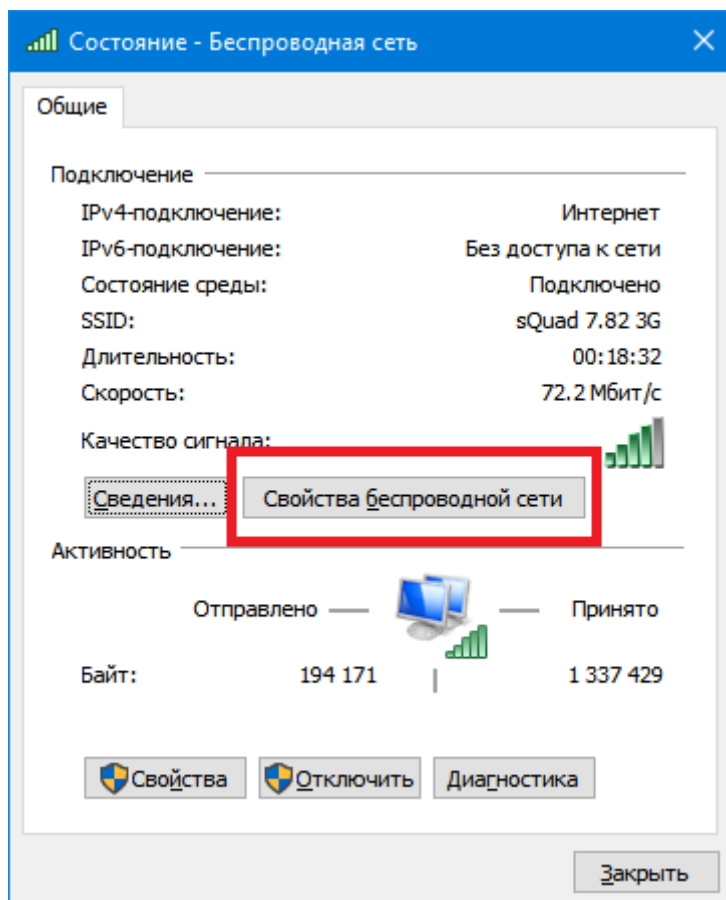 Состояние - Беспроводная сеть
Общие
Подключение
IPv4-подключение: Интернет
IPv6-подключение: Без доступа к сети
Состояние среды: Подключено
SSID: sQuad 7.82 3G
Длительность: 00:18:32
Скорость: 72.2 Мбит/с
Качество сигнала:
Сведения... Свойства беспроводной сети
Активность
Отправлено Принято
Байт: 194 171 1 337 429
Свойства Отключить Диагностика
Закрыть